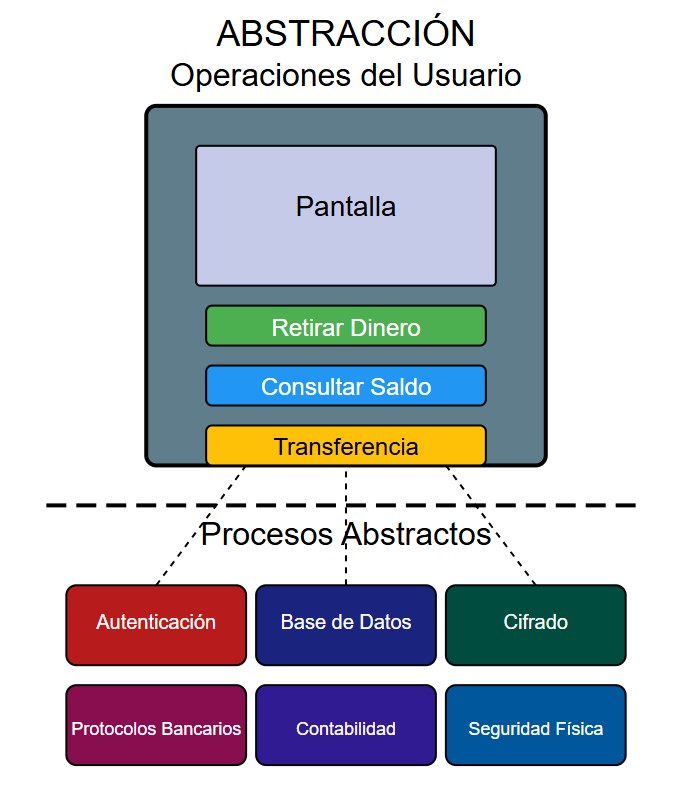 ABSTRACCIÓN
Operaciones del Usuario
Pantalla
Retirar Dinero
Consultar Saldo
Transferencia
Procesos Abstractos
Autenticación
Base de Datos
Cifrado
Protocolos Bancarios
Contabilidad
Seguridad Física